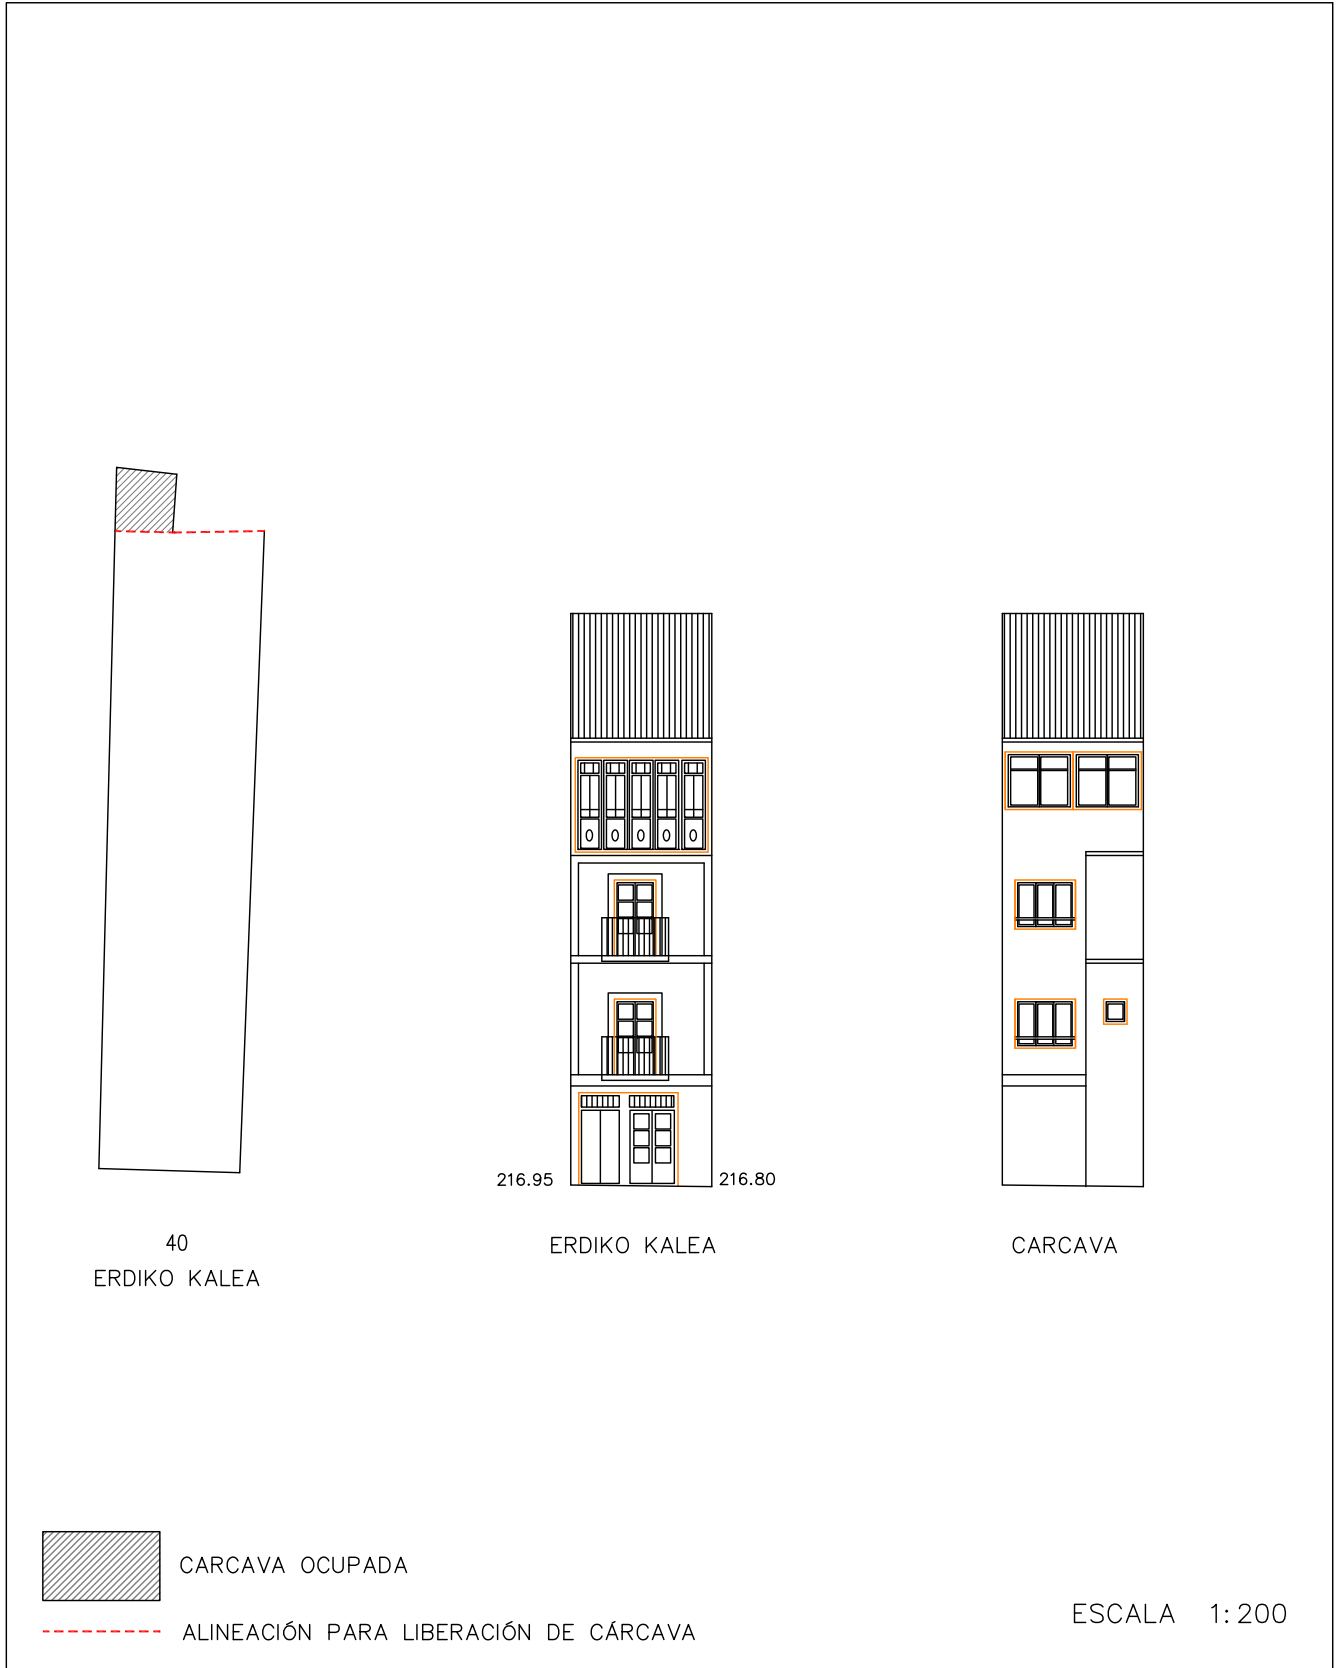 216.95
216.80
40
ERDIKO KALEA
ERDIKO KALEA
CARCAVA
CARCAVA OCUPADA
ALINEACIÓN PARA LIBERACIÓN DE CÁRCAVA
ESCALA 1:200